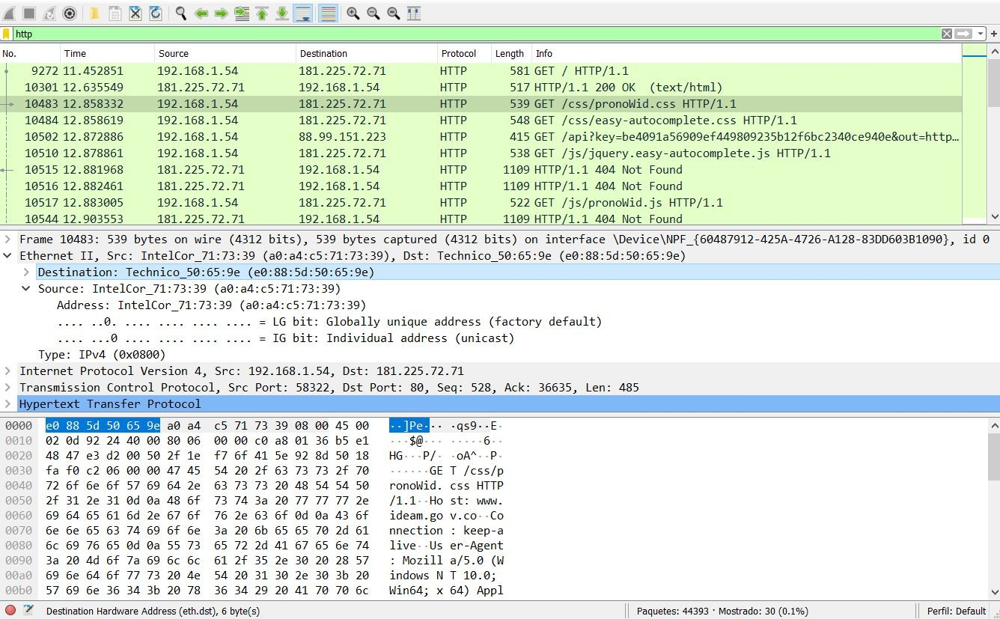 http
No. Time Source Destination Protocol Length Info
9272 11.452851 192.168.1.54 181.225.72.71 HTTP 581 GET / HTTP/1.1
10301 12.635549 181.225.72.71 192.168.1.54 HTTP 517 HTTP/1.1 200 OK (text/html)
10483 12.858332 192.168.1.54 181.225.72.71 HTTP 539 GET /css/pronoWid.css HTTP/1.1
10484 12.858619 192.168.1.54 181.225.72.71 HTTP 548 GET /css/easy-autocomplete.css HTTP/1.1
10502 12.872886 192.168.1.54 88.99.151.223 HTTP 415 GET /api?key=be4091a56909ef449809235b12f6bc2340ce940e&out=http…
10510 12.878861 192.168.1.54 181.225.72.71 HTTP 538 GET /js/jquery.easy-autocomplete.js HTTP/1.1
10515 12.881968 181.225.72.71 192.168.1.54 HTTP 1109 HTTP/1.1 404 Not Found
10516 12.882461 181.225.72.71 192.168.1.54 HTTP 1109 HTTP/1.1 404 Not Found
10517 12.883005 192.168.1.54 181.225.72.71 HTTP 522 GET /js/pronoWid.js HTTP/1.1
10544 12.903553 181.225.72.71 192.168.1.54 HTTP 1109 HTTP/1.1 404 Not Found
Frame 10483: 539 bytes on wire (4312 bits), 539 bytes captured (4312 bits) on interface \Device\NPF_{60487912-425A-4726-A128-83DD603B1090}, id 0
Ethernet II, Src: IntelCor_71:73:39 (a0:a4:c5:71:73:39), Dst: Technico_50:65:9e (e0:88:5d:50:65:9e)
Destination: Technico_50:65:9e (e0:88:5d:50:65:9e)
Source: IntelCor_71:73:39 (a0:a4:c5:71:73:39)
Address: IntelCor_71:73:39 (a0:a4:c5:71:73:39)
.... ..0. .... .... .... .... = LG bit: Globally unique address (factory default)
.... ...0 .... .... .... .... = IG bit: Individual address (unicast)
Type: IPv4 (0x0800)
Internet Protocol Version 4, Src: 192.168.1.54, Dst: 181.225.72.71
Transmission Control Protocol, Src Port: 58322, Dst Port: 80, Seq: 528, Ack: 36635, Len: 485
Hypertext Transfer Protocol
0000 e0 88 5d 50 65 9e a0 a4 c5 71 73 39 08 00 45 00 ··]Pe··· ·qs9··E·
0010 02 0d 92 24 40 00 80 06 00 00 c0 a8 01 36 b5 e1 ···$@··· ·····6··
0020 48 47 e3 d2 00 50 2f 1e f7 6f 41 5e 92 8d 50 18 HG···P/· ·oA^··P·
0030 fa f0 c2 06 00 00 47 45 54 20 2f 63 73 73 2f 70 ······GE T /css/p
0040 72 6f 6e 6f 57 69 64 2e 63 73 73 20 48 54 54 50 ronoWid. css HTTP
0050 2f 31 2e 31 0d 0a 48 6f 73 74 3a 20 77 77 77 2e /1.1··Ho st: www.
0060 69 64 65 61 6d 2e 67 6f 76 2e 63 6f 0d 0a 43 6f ideam.go v.co··Co
0070 6e 6e 65 63 74 69 6f 6e 3a 20 6b 65 65 70 2d 61 nnection : keep-a
0080 6c 69 76 65 0d 0a 55 73 65 72 2d 41 67 65 6e 74 live··Us er-Agent
0090 3a 20 4d 6f 7a 69 6c 6c 61 2f 35 2e 30 20 28 57 : Mozill a/5.0 (W
00a0 69 6e 64 6f 77 73 20 4e 54 20 31 30 2e 30 3b 20 indows N T 10.0;
00b0 57 69 6e 36 34 3b 20 78 36 34 29 20 41 70 70 6c Win64; x 64) Appl
Destination Hardware Address (eth.dst), 6 byte(s) Paquetes: 44393 · Mostrado: 30 (0.1%) Perfil: Default